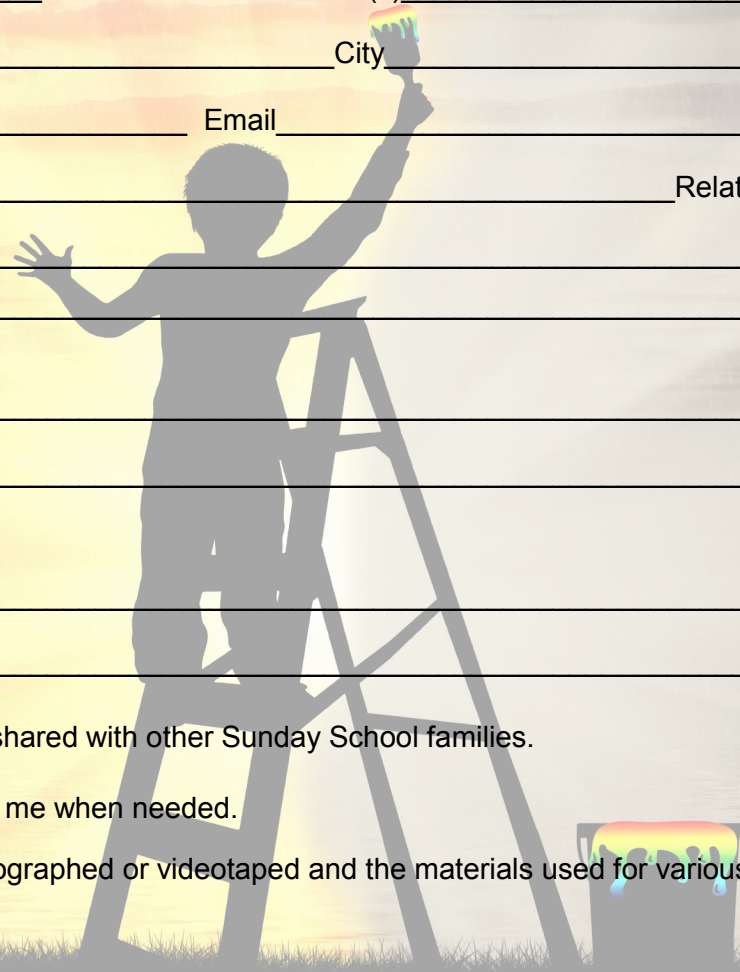 City
Email
Relat
shared with other Sunday School families.
me when needed.
ographed or videotaped and the materials used for various